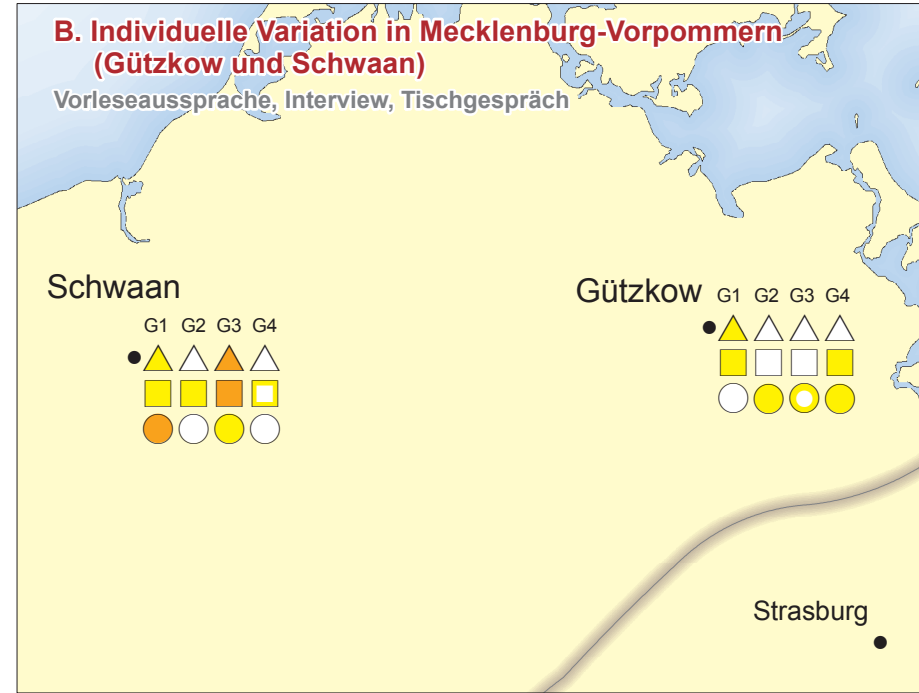 B. Individuelle Variation in Mecklenburg-Vorpommern
(Gützkow und Schwaan)
Vorleseaussprache, Interview, Tischgespräch
Schwaan
G1 G2 G3 G4
Gützkow
G1 G2 G3 G4
Strasburg